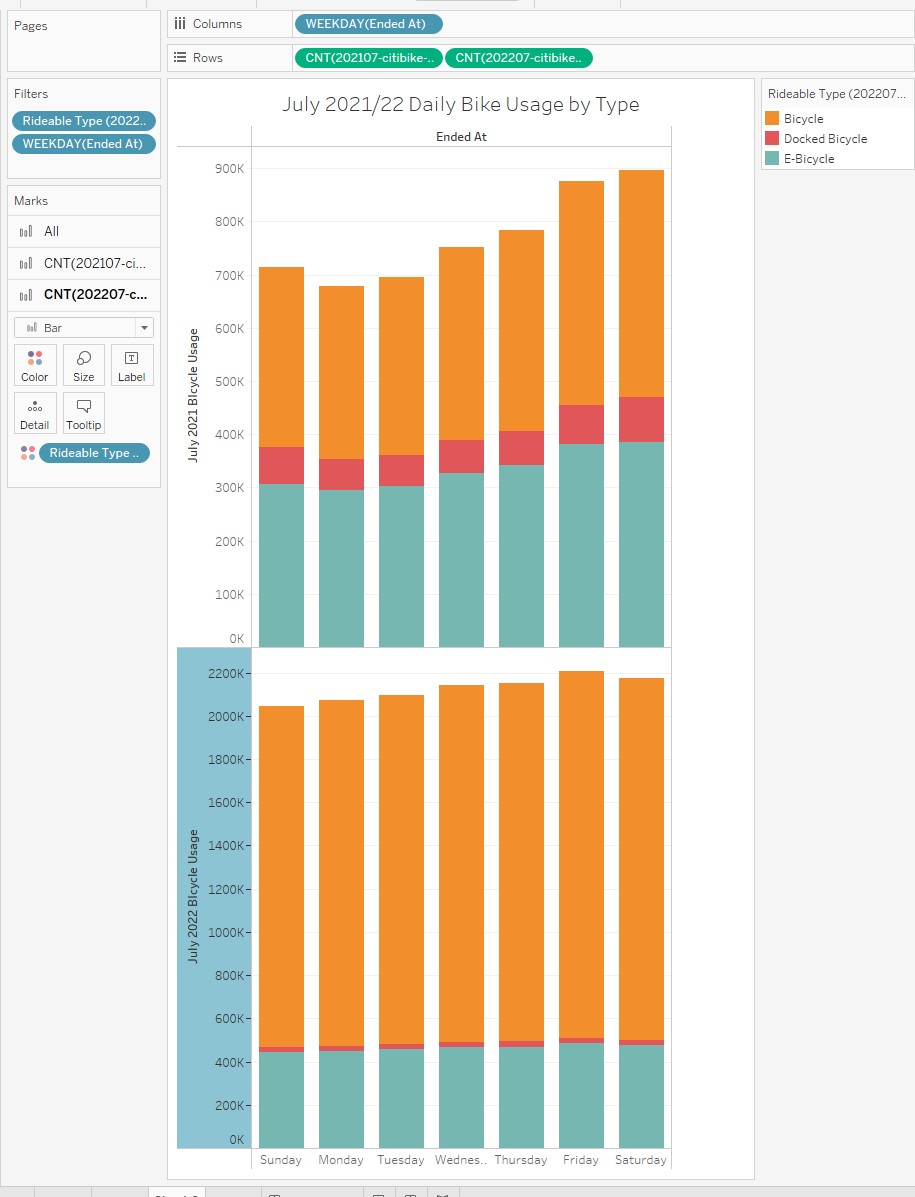 Pages
Columns
WEEKDAY(Ended At)
Rows
CNT(202107-citibike-..
CNT(202207-citibike..
Filters
Rideable Type (2022..
WEEKDAY(Ended At)
Marks
All
CNT(202107-ci...
CNT(202207-c...
Bar
Color
Size
Label
Detail
Tooltip
Rideable Type ..
July 2021/22 Daily Bike Usage by Type
Ended At
July 2021 BIcycle Usage
900K
800K
700K
600K
500K
400K
300K
200K
100K
0K
July 2022 BIcycle Usage
2200K
2000K
1800K
1600K
1400K
1200K
1000K
800K
600K
400K
200K
0K
Sunday Monday Tuesday Wednes.. Thursday Friday Saturday
Rideable Type (202207...
Bicycle
Docked Bicycle
E-Bicycle